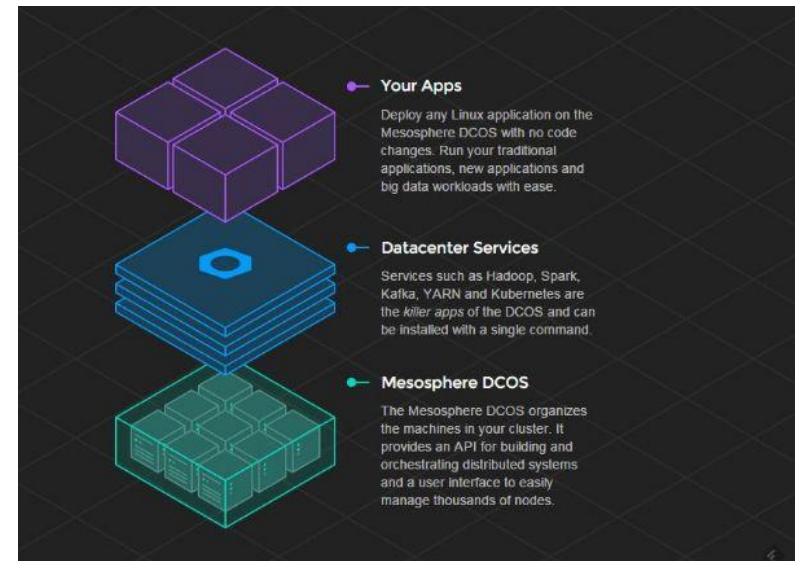 Your Apps
Deploy any Linux application on the
Mesosphere DCOS with no code
changes. Run your traditional
applications, new applications and
big data workloads with ease.
Datacenter Services
Services such as Hadoop, Spark,
Kafka, YARN and Kubernetes are
the killer apps of the DCOS and can
be installed with a single command.
Mesosphere DCOS
The Mesosphere DCOS organizes
the machines in your cluster. It
provides an API for building and
orchestrating distributed systems
and a user interface to easily
manage thousands of nodes.